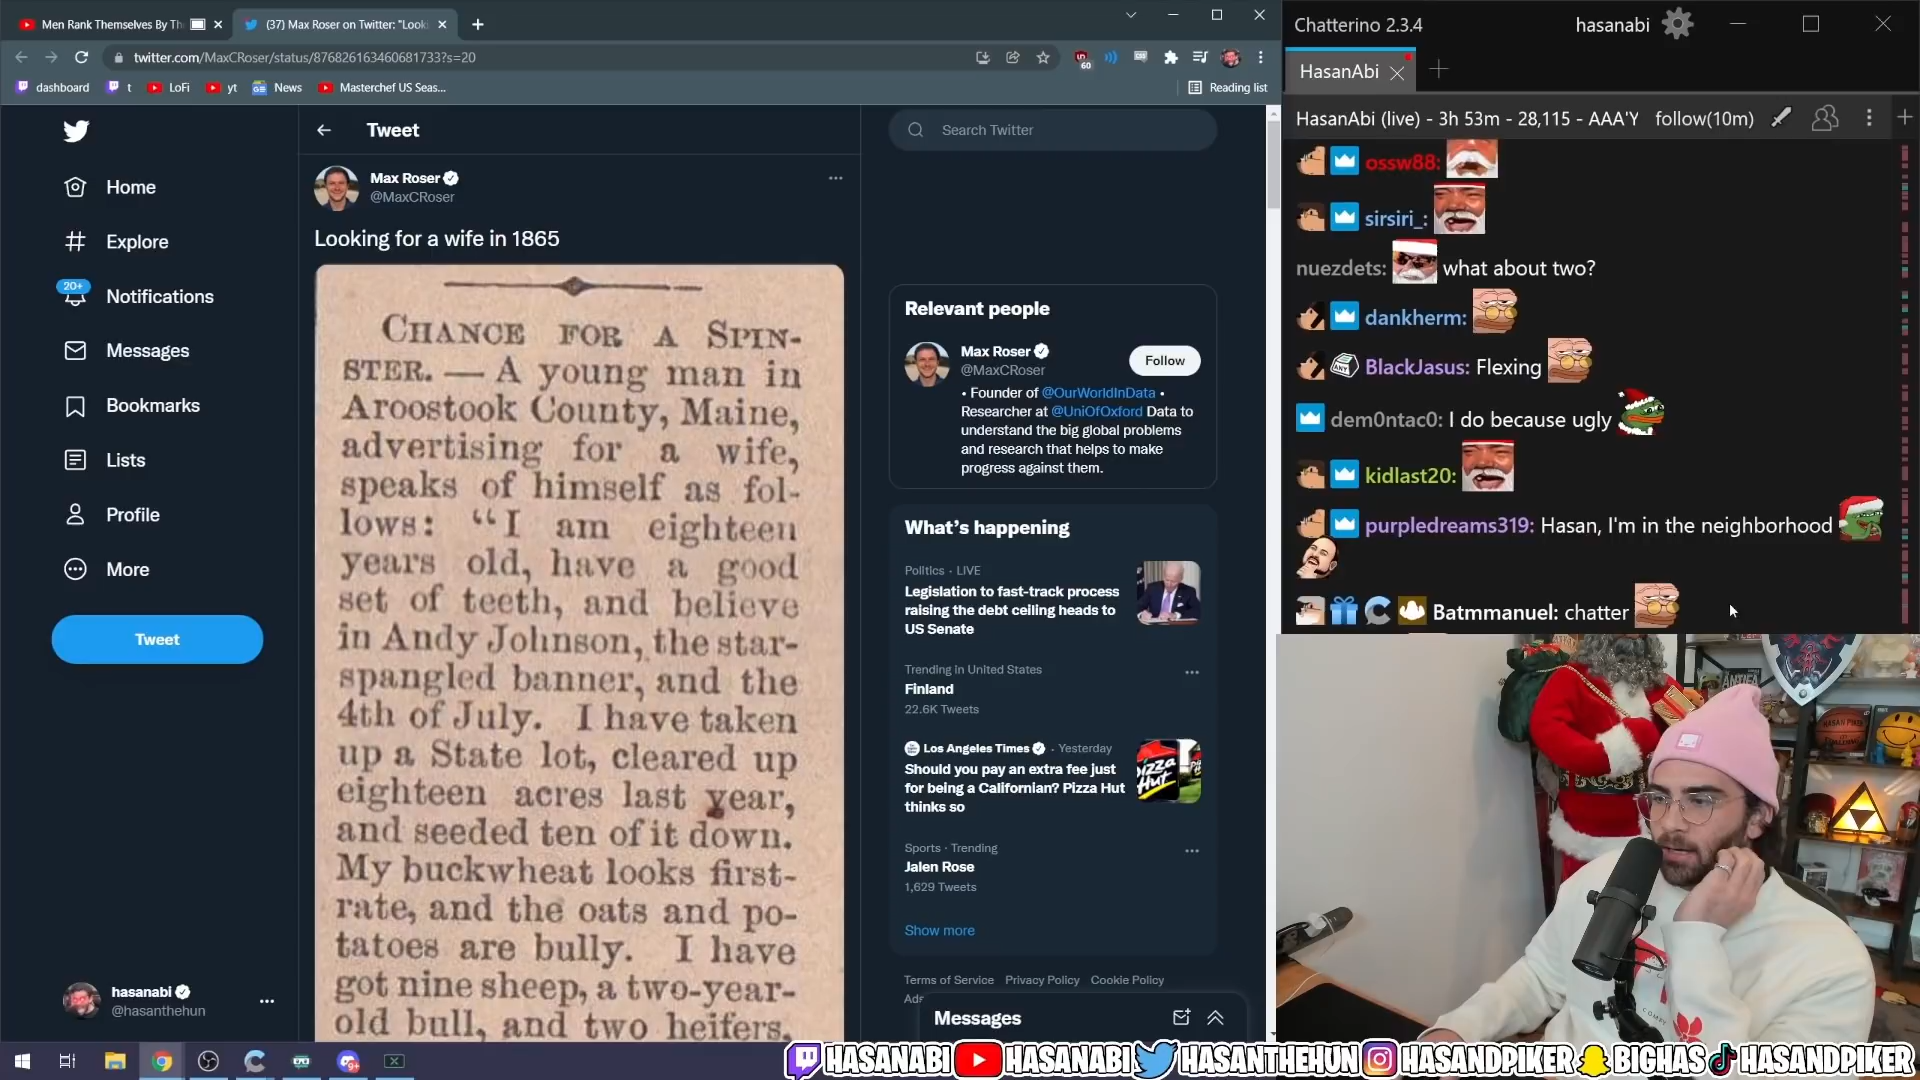 Men Rank Themselves By Th
(37) Max Roser on Twitter: "Looki
twitter.com/MaxCRoser/status/876826163460681733?s=20
60
dashboard
t
LoFi
yt
News
Masterchef US Seas...
Reading list
Home
Explore
20+
Notifications
Messages
Bookmarks
Lists
Profile
More
Tweet
hasanabi
@hasanthehun
Tweet
Max Roser
@MaxCRoser
Looking for a wife in 1865
CHANCE FOR A SPIN-
STER. — A young man in
Aroostook County, Maine,
advertising for a wife,
speaks of himself as fol-
lows: “I am eighteen
years old, have a good
set of teeth, and believe
in Andy Johnson, the star-
spangled banner, and the
4th of July. I have taken
up a State lot, cleared up
eighteen acres last year,
and seeded ten of it down.
My buckwheat looks first-
rate, and the oats and po-
tatoes are bully. I have
got nine sheep, a two-year-
old bull, and two heifers,
Search Twitter
Relevant people
Max Roser
@MaxCRoser
Follow
• Founder of @OurWorldInData •
Researcher at @UniOfOxford Data to
understand the big global problems
and research that helps to make
progress against them.
What’s happening
Politics · LIVE
Legislation to fast-track process
raising the debt ceiling heads to
US Senate
Trending in United States
Finland
22.6K Tweets
Los Angeles Times · Yesterday
Should you pay an extra fee just
for being a Californian? Pizza Hut
thinks so
Pizza Hut
Sports · Trending
Jalen Rose
1,629 Tweets
Show more
Terms of Service Privacy Policy Cookie Policy
Ads
Messages
Chatterino 2.3.4
hasanabi
HasanAbi
HasanAbi (live) - 3h 53m - 28,115 - AAA'Y
follow(10m)
ossw88:
sirsiri_:
nuezdets: what about two?
dankherm:
BlackJasus: Flexing
dem0ntac0: I do because ugly
kidlast20:
purpledreams319: Hasan, I'm in the neighborhood
Batmmanuel: chatter
ANTIFA
HASAN PIKER
HASANABI
HASANABI
HASANTHEHUN
HASANDPIKER
BIGHAS
HASANDPIKER